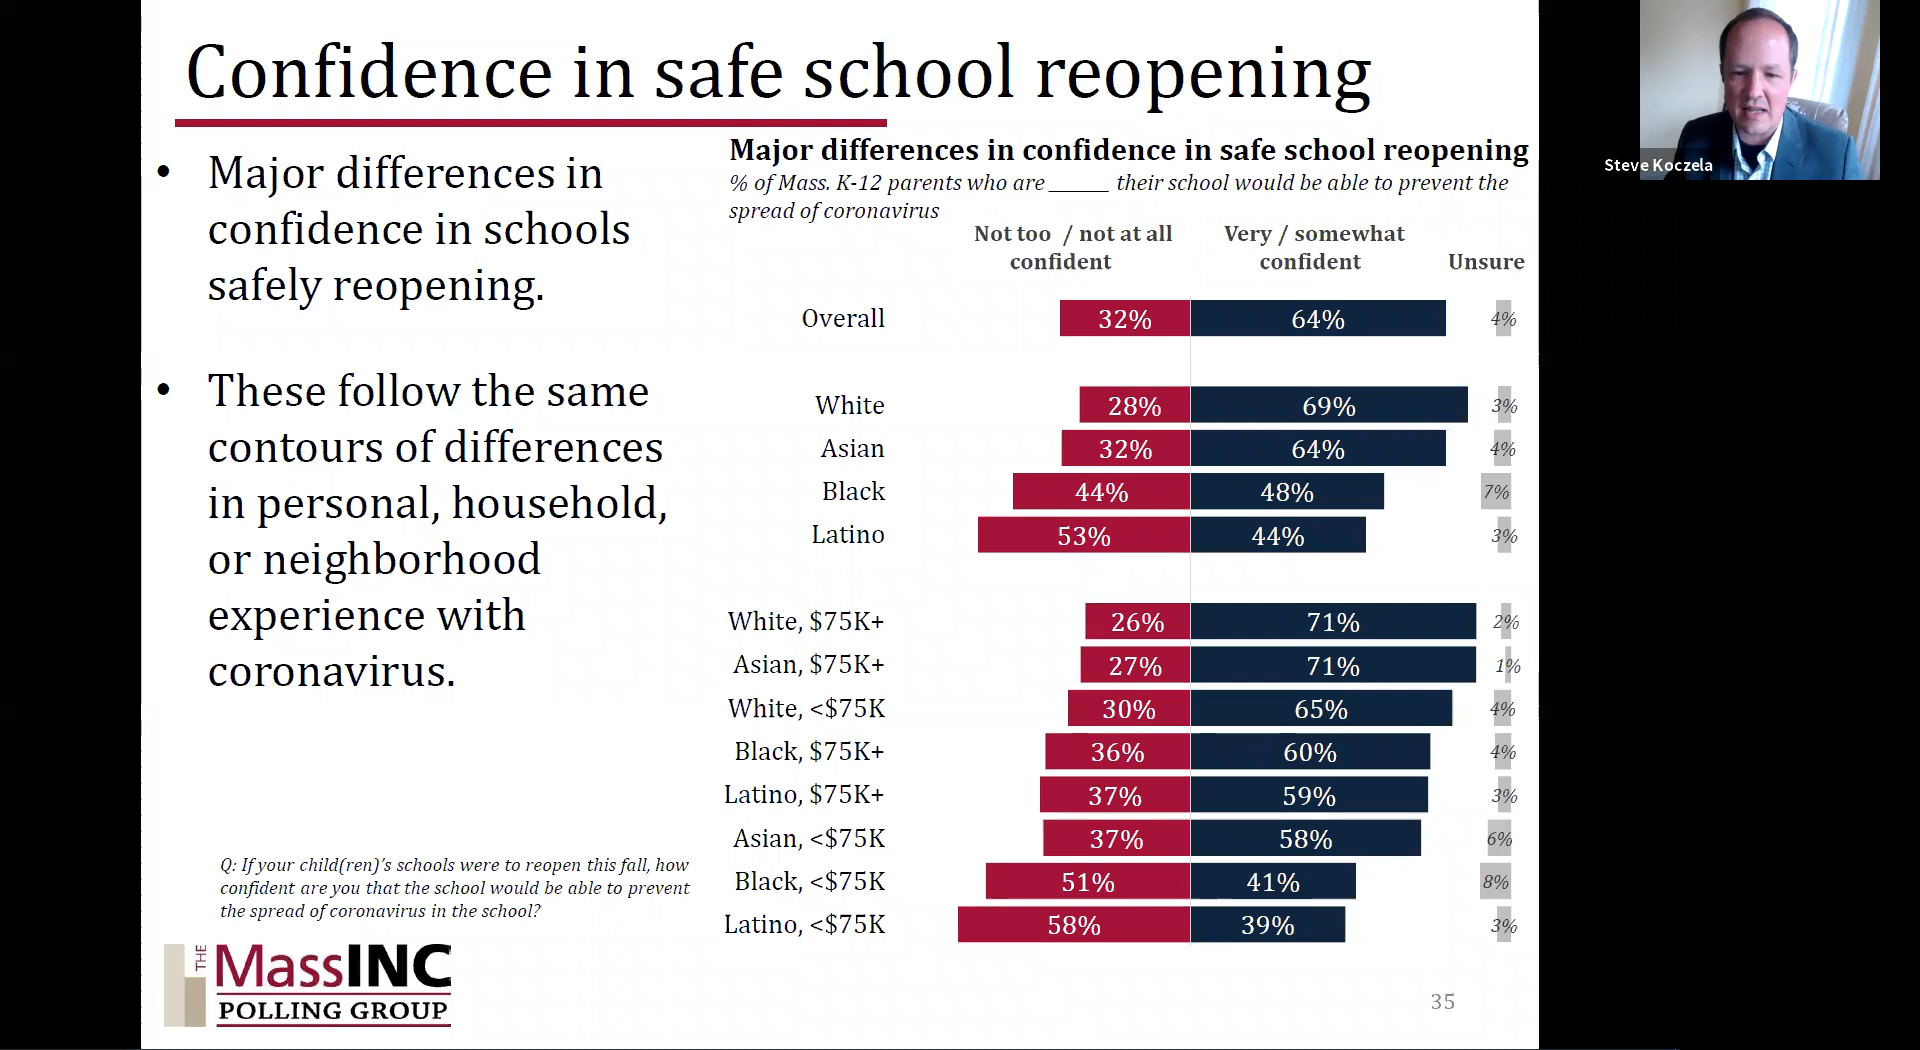 Confidence in safe school reopening
• Major differences in
confidence in schools
safely reopening.
• These follow the same
contours of differences
in personal, household,
or neighborhood
experience with
coronavirus.
Q: If your child(ren)'s schools were to reopen this fall, how
confident are you that the school would be able to prevent
the spread of coronavirus in the school?
THE
MassINC
POLLING GROUP
Major differences in confidence in safe school reopening
% of Mass. K-12 parents who are ______ their school would be able to prevent the
spread of coronavirus
Not too / not at all
confident
Very / somewhat
confident
Unsure
Overall 32% 64% 4%
White 28% 69% 3%
Asian 32% 64% 4%
Black 44% 48% 7%
Latino 53% 44% 3%
White, $75K+ 26% 71% 2%
Asian, $75K+ 27% 71% 1%
White, <$75K 30% 65% 4%
Black, $75K+ 36% 60% 4%
Latino, $75K+ 37% 59% 3%
Asian, <$75K 37% 58% 6%
Black, <$75K 51% 41% 8%
Latino, <$75K 58% 39% 3%
35
Steve Koczela